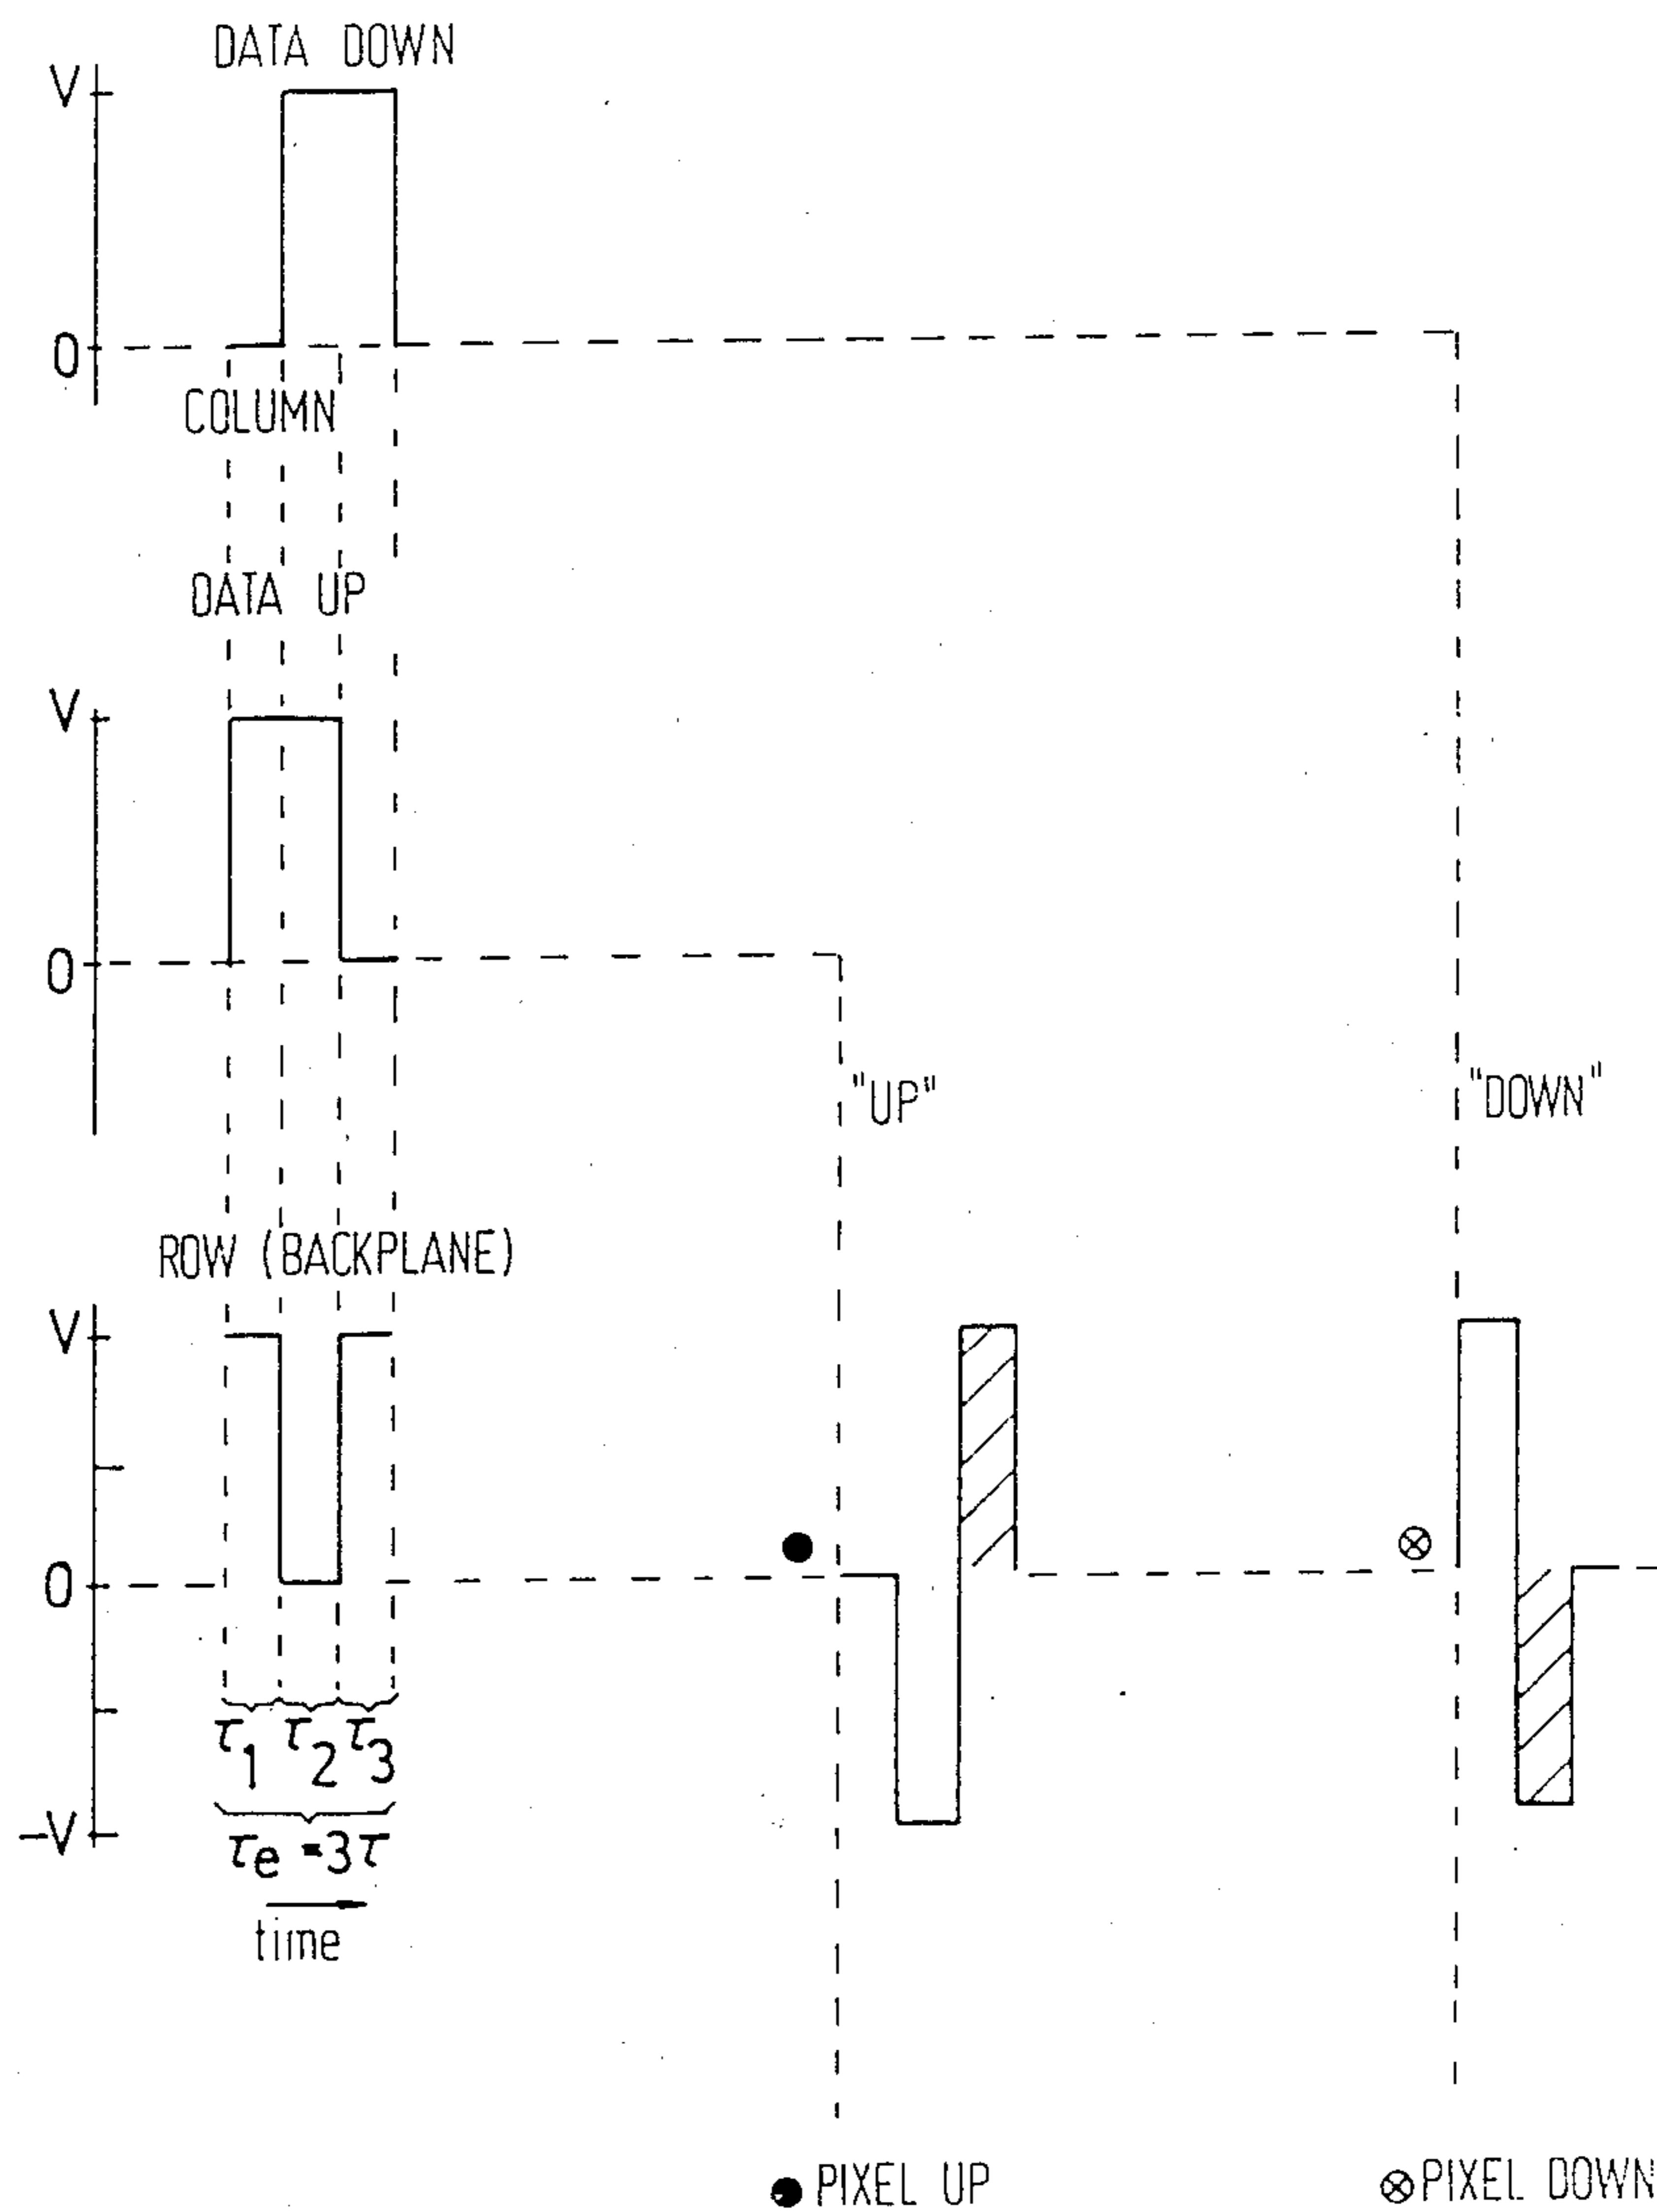 DATA DOWN
V
0
COLUMN
DATA UP
V
0
"UP"
"DOWN"
ROW (BACKPLANE)
V
0
τ1 τ2 τ3
-V
τe = 3τ
time
PIXEL UP
PIXEL DOWN